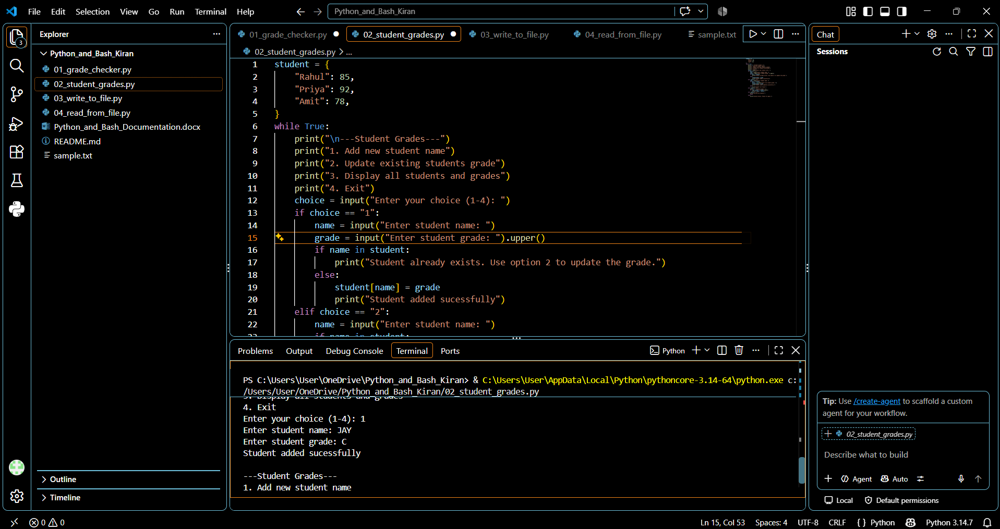 File Edit Selection View Go Run Terminal Help
Python_and_Bash_Kiran
3
Explorer
Python_and_Bash_Kiran
01_grade_checker.py
02_student_grades.py
03_write_to_file.py
04_read_from_file.py
Python_and_Bash_Documentation.docx
README.md
sample.txt
Outline
Timeline
01_grade_checker.py 02_student_grades.py 03_write_to_file.py 04_read_from_file.py sample.txt
02_student_grades.py > ...
1 student = {
2 "Rahul": 85,
3 "Priya": 92,
4 "Amit": 78,
5 }
6 while True:
7 print("\n---Student Grades---")
8 print("1. Add new student name")
9 print("2. Update existing students grade")
10 print("3. Display all students and grades")
11 print("4. Exit")
12 choice = input("Enter your choice (1-4): ")
13 if choice == "1":
14 name = input("Enter student name: ")
15 grade = input("Enter student grade: ").upper()
16 if name in student:
17 print("Student already exists. Use option 2 to update the grade.")
18 else:
19 student[name] = grade
20 print("Student added sucessfully")
21 elif choice == "2":
22 name = input("Enter student name: ")
23 if name in student:
Problems Output Debug Console Terminal Ports
Python
PS C:\Users\User\OneDrive\Python_and_Bash_Kiran> & C:\Users\User\AppData\Local\Python\pythoncore-3.14-64\python.exe c:
/Users/User/OneDrive/Python_and_Bash_Kiran/02_student_grades.py
3. Display all students and grades
4. Exit
Enter your choice (1-4): 1
Enter student name: JAY
Enter student grade: C
Student added sucessfully
---Student Grades---
1. Add new student name
Chat
Sessions
Tip: Use /create-agent to scaffold a custom
agent for your workflow.
02_student_grades.py
Describe what to build
Agent Auto
Local Default permissions
0 0
Ln 15, Col 53 Spaces: 4 UTF-8 CRLF { } Python Python 3.14.7